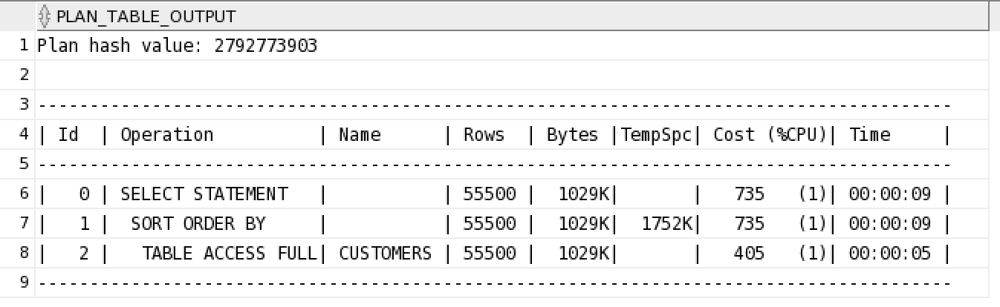 PLAN_TABLE_OUTPUT
1 Plan hash value: 2792773903
2
3 ----------------------------------------------------------------------------------------
4 | Id  | Operation          | Name      | Rows  | Bytes |TempSpc| Cost (%CPU)| Time     |
5 ----------------------------------------------------------------------------------------
6 |   0 | SELECT STATEMENT   |           | 55500 |  1029K|       |   735   (1)| 00:00:09 |
7 |   1 |  SORT ORDER BY     |           | 55500 |  1029K|  1752K|   735   (1)| 00:00:09 |
8 |   2 |   TABLE ACCESS FULL| CUSTOMERS | 55500 |  1029K|       |   405   (1)| 00:00:05 |
9 ----------------------------------------------------------------------------------------